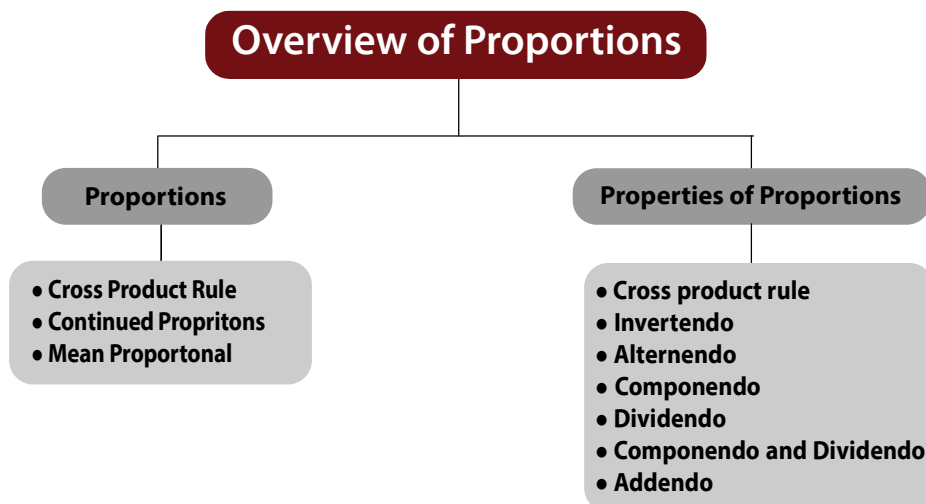 Overview of Proportions
Proportions
• Cross Product Rule
• Continued Propritons
• Mean Proportonal
Properties of Proportions
• Cross product rule
• Invertendo
• Alternendo
• Componendo
• Dividendo
• Componendo and Dividendo
• Addendo